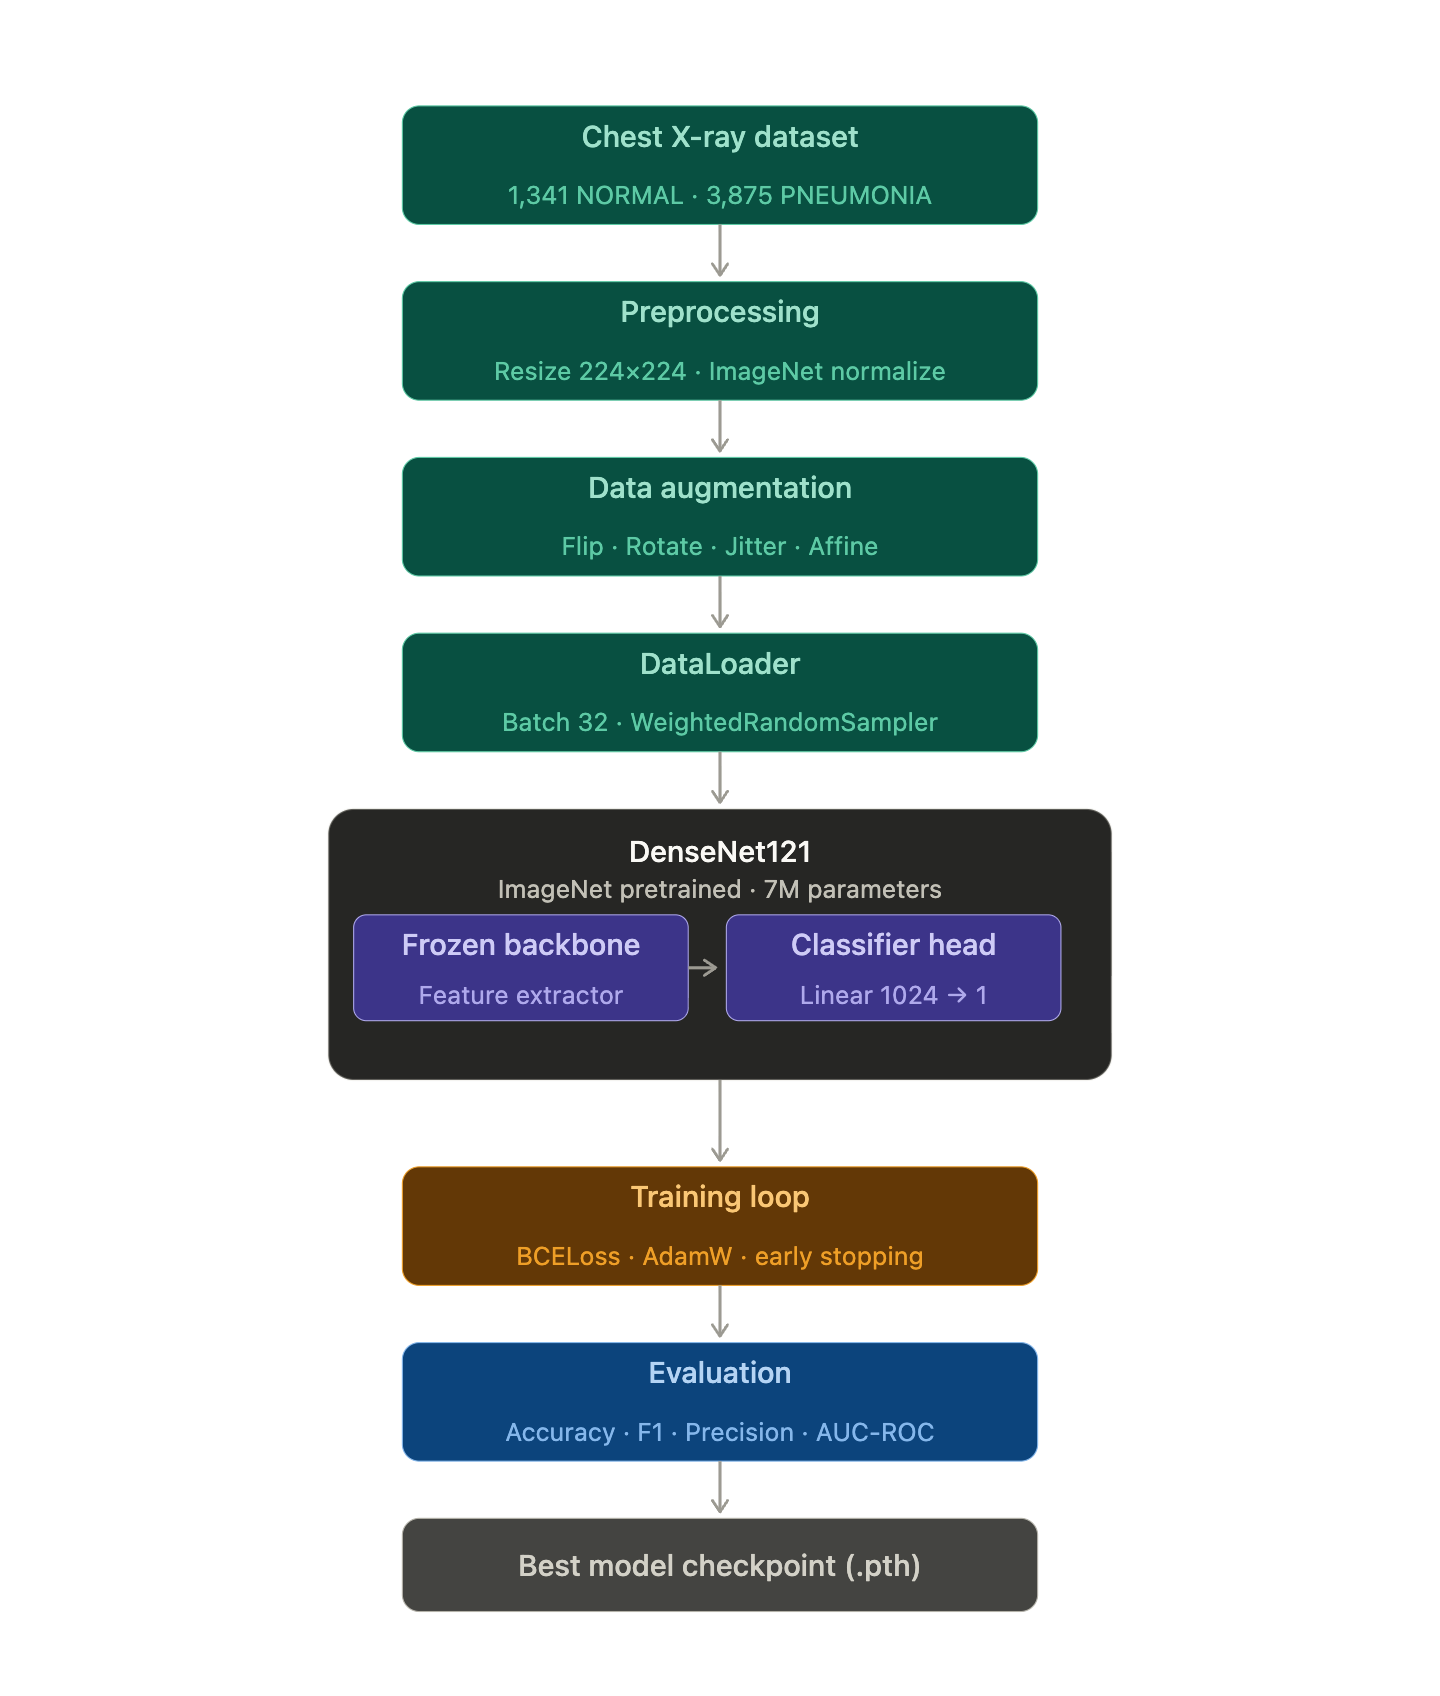 Chest X-ray dataset
1,341 NORMAL · 3,875 PNEUMONIA
Preprocessing
Resize 224×224 · ImageNet normalize
Data augmentation
Flip · Rotate · Jitter · Affine
DataLoader
Batch 32 · WeightedRandomSampler
DenseNet121
ImageNet pretrained · 7M parameters
Frozen backbone
Feature extractor
Classifier head
Linear 1024 → 1
Training loop
BCELoss · AdamW · early stopping
Evaluation
Accuracy · F1 · Precision · AUC-ROC
Best model checkpoint (.pth)